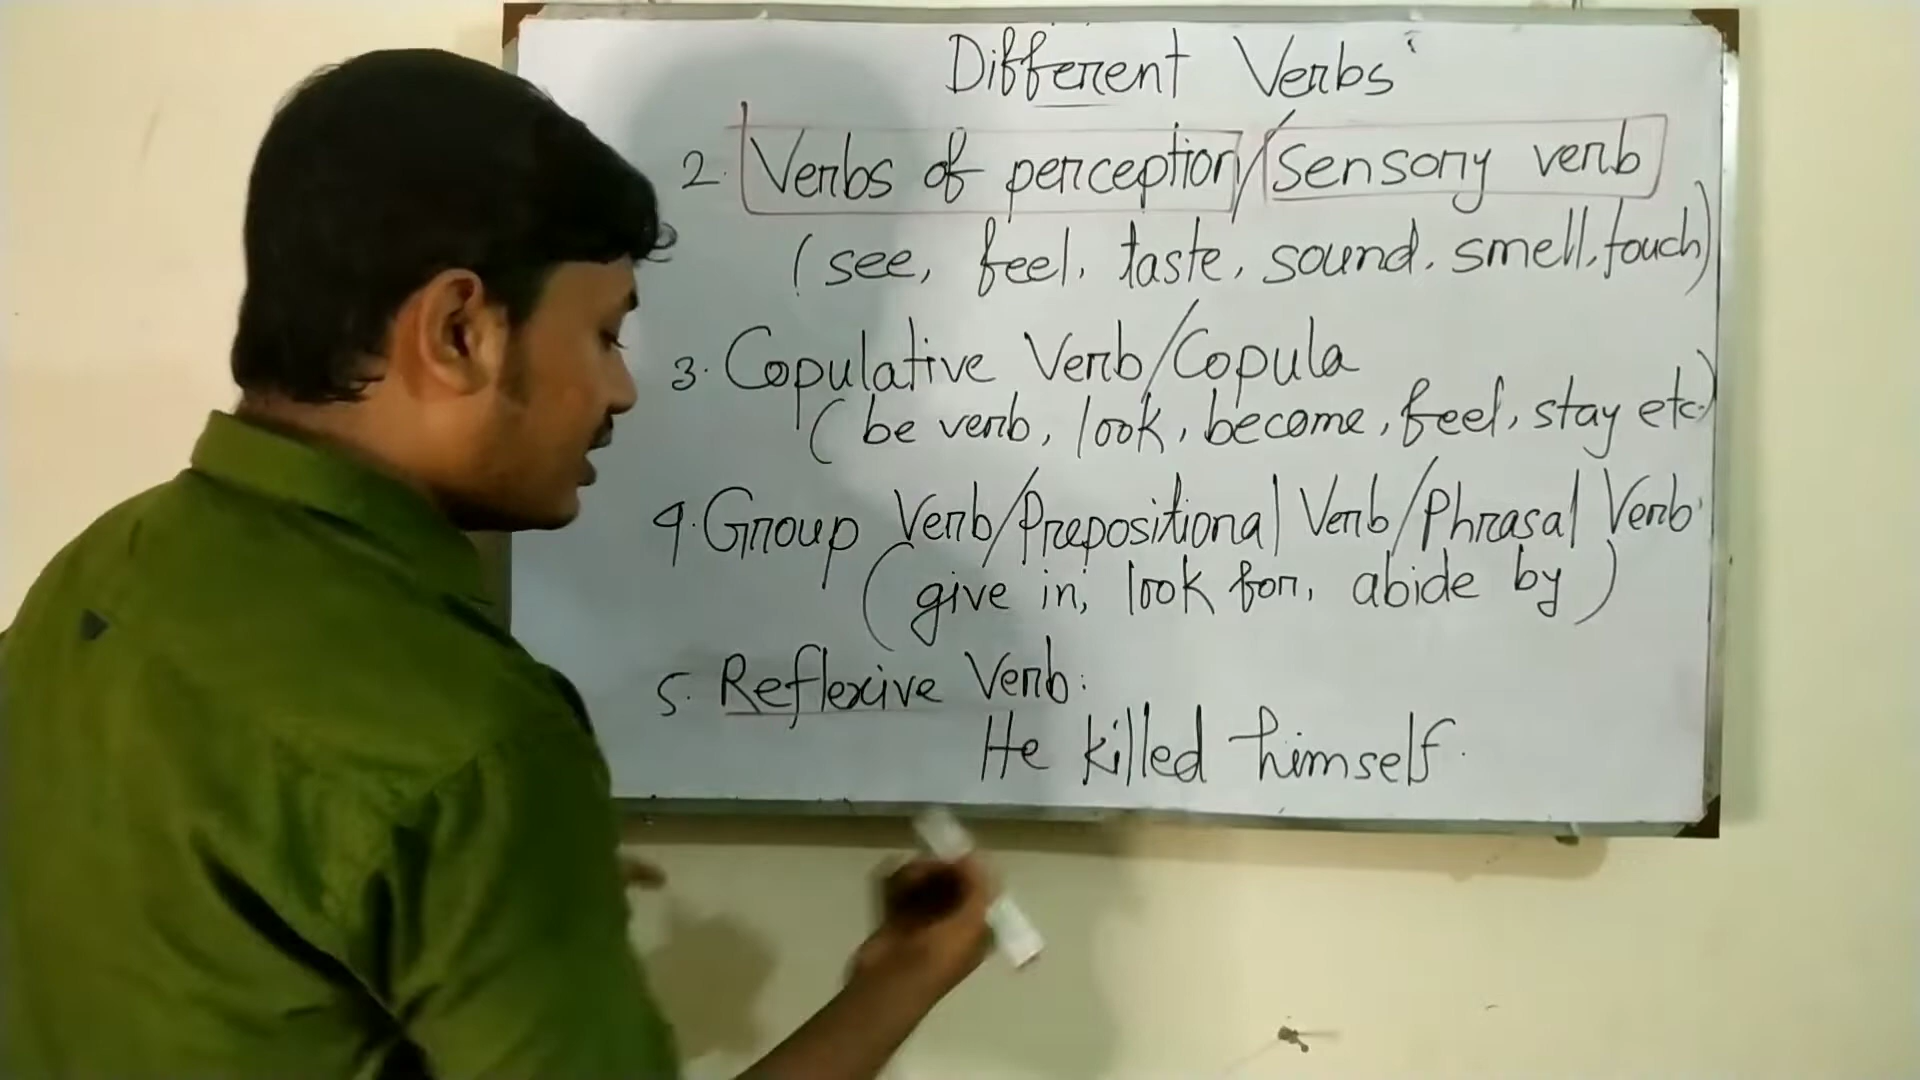 Different Verbs
2. Verbs of perception/Sensory verb
(see, feel, taste, sound, smell, touch)
3. Copulative Verb/Copula
(be verb, look, become, feel, stay etc.)
4. Group Verb/Prepositional Verb/Phrasal Verb
(give in, look for, abide by)
5. Reflexive Verb:
He killed himself.